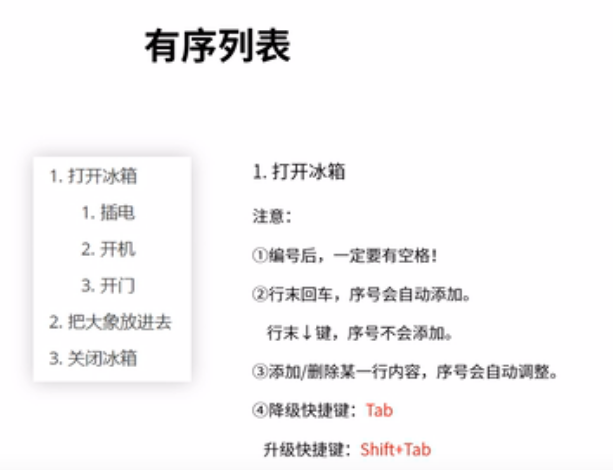 有序列表
1. 打开冰箱
1. 插电
2. 开机
3. 开门
2. 把大象放进去
3. 关闭冰箱
1. 打开冰箱
注意：
①编号后，一定要有空格！
②行末回车，序号会自动添加。
行末↓键，序号不会添加。
③添加/删除某一行内容，序号会自动调整。
④降级快捷键：Tab
升级快捷键：Shift+Tab